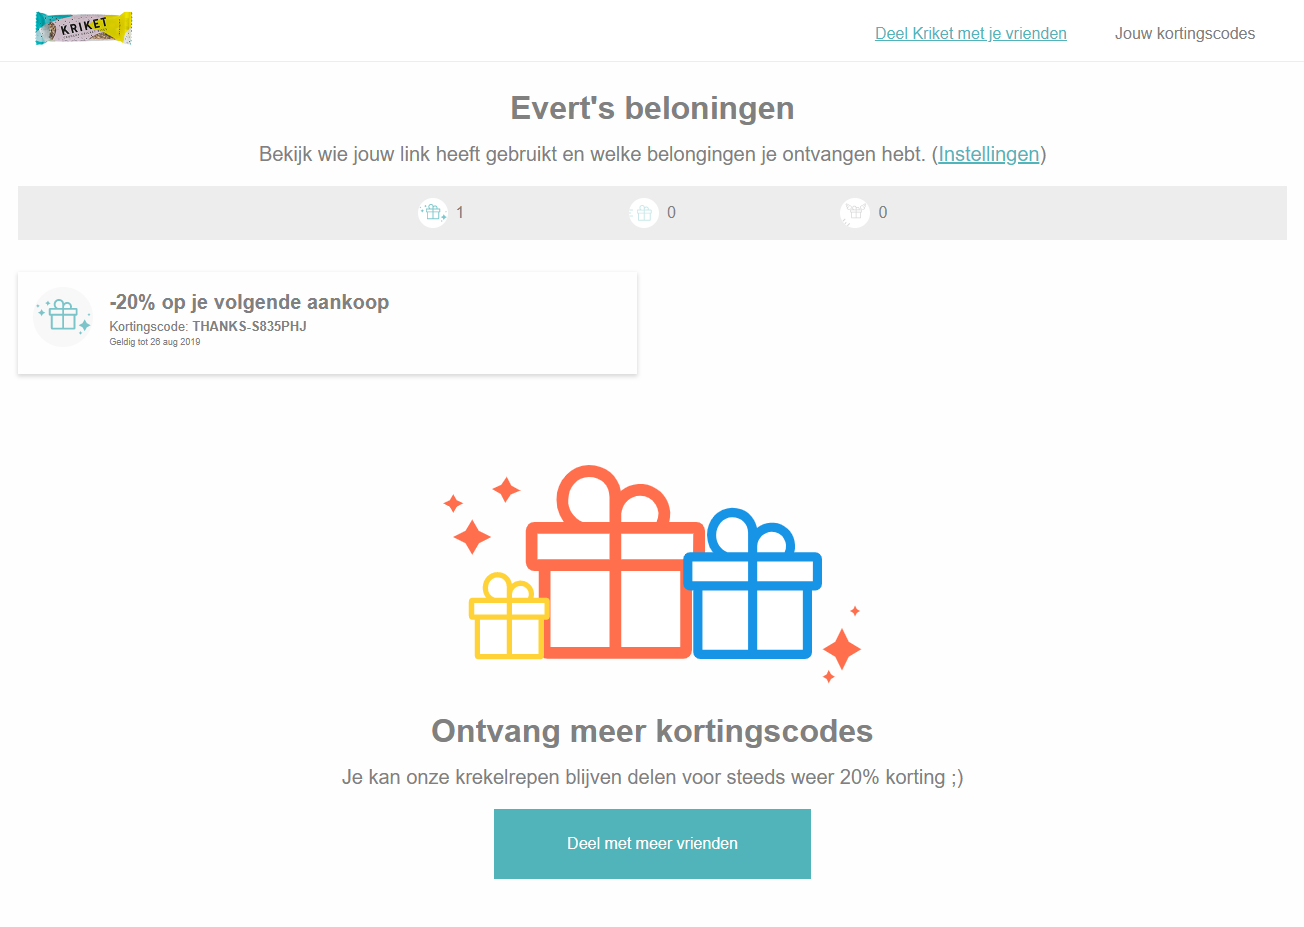 KRIKET
Deel Kriket met je vrienden
Jouw kortingscodes
Evert's beloningen
Bekijk wie jouw link heeft gebruikt en welke belongingen je ontvangen hebt. (Instellingen)
1
0
0
-20% op je volgende aankoop
Kortingscode: THANKS-S835PHJ
Geldig tot 26 aug 2019
Ontvang meer kortingscodes
Je kan onze krekelrepen blijven delen voor steeds weer 20% korting ;)
Deel met meer vrienden